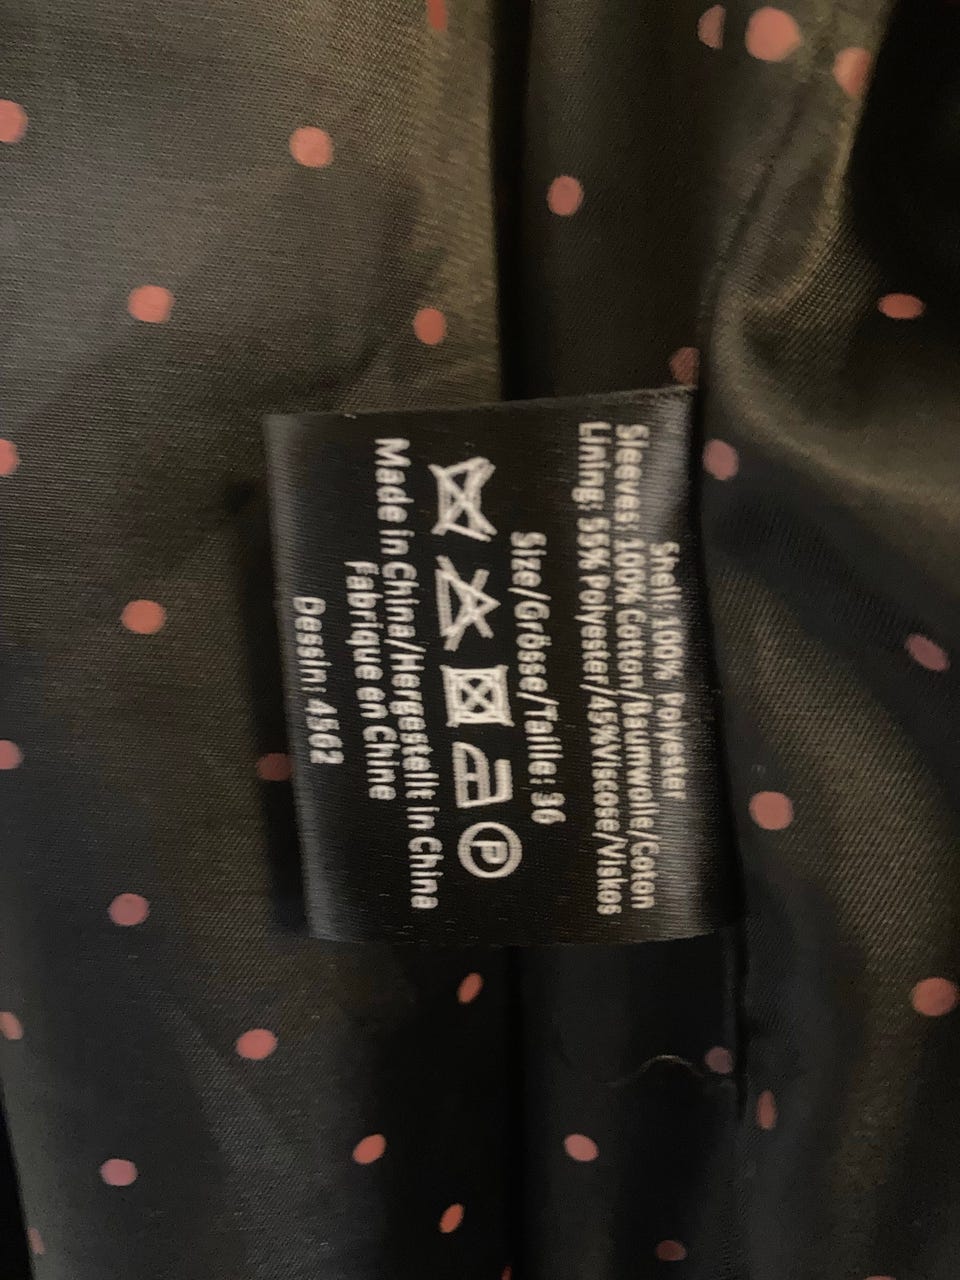 Shell: 100% Polyester
Sleeves: 100% Cotton/Baumwolle/Coton
Lining: 55% Polyester/45%Viscose/Viskos
Size/Grösse/Taille: 36
P
Made in China/Hergestellt in China
Fabrique en Chine
Dessin: 4562